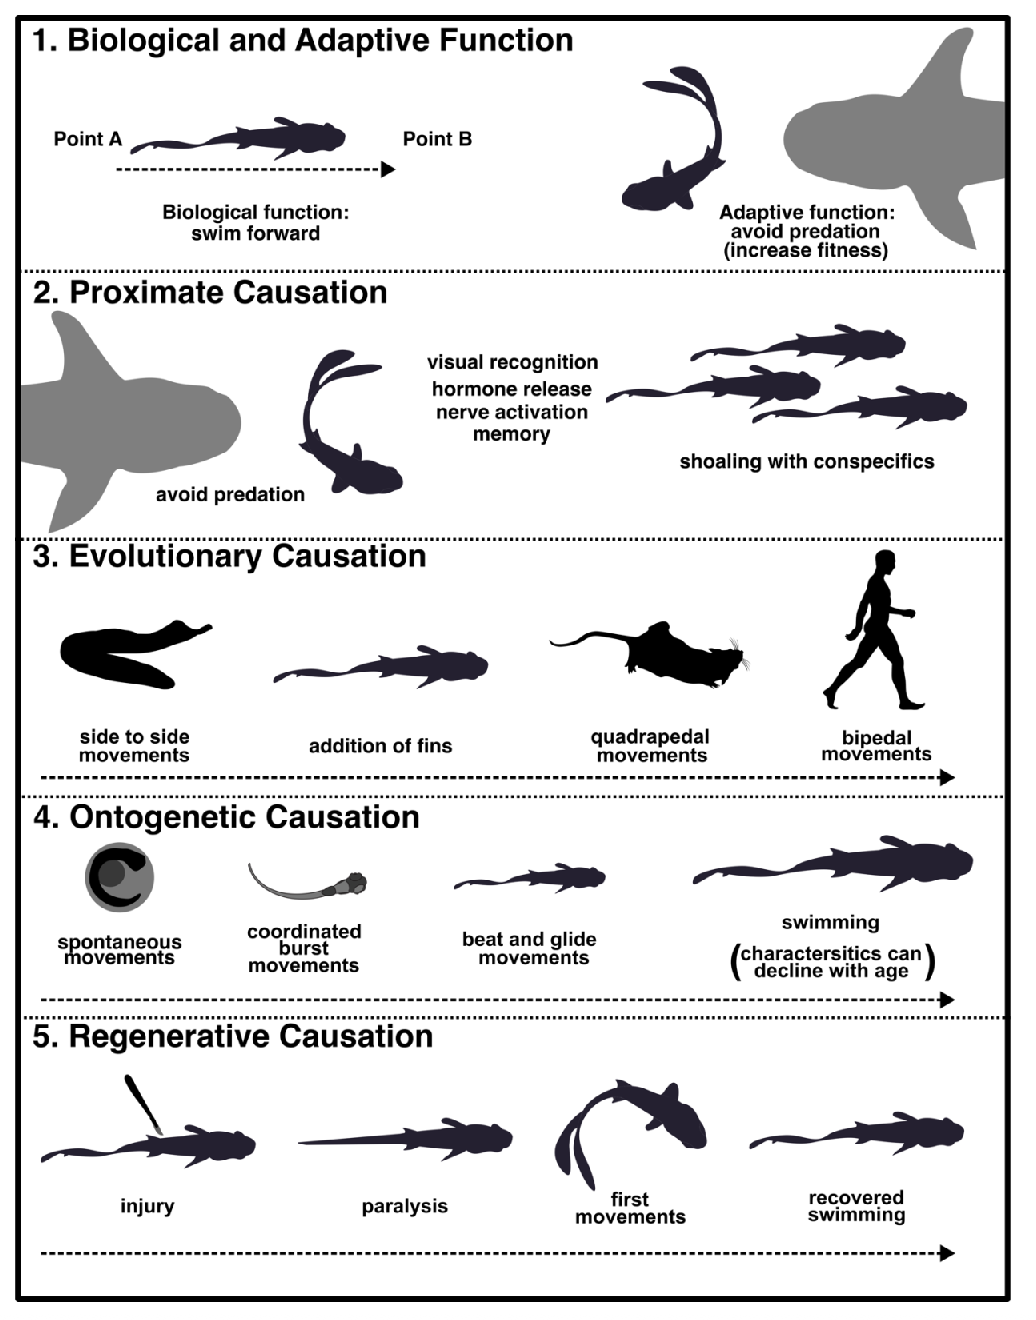 1. Biological and Adaptive Function
Point A
Point B
Biological function:
swim forward
Adaptive function:
avoid predation
(increase fitness)
2. Proximate Causation
visual recognition
hormone release
nerve activation
memory
avoid predation
shoaling with conspecifics
3. Evolutionary Causation
side to side
movements
addition of fins
quadrapedal
movements
bipedal
movements
4. Ontogenetic Causation
spontaneous
movements
coordinated
burst
movements
beat and glide
movements
swimming
(charactersitics can
decline with age)
5. Regenerative Causation
injury
paralysis
first
movements
recovered
swimming